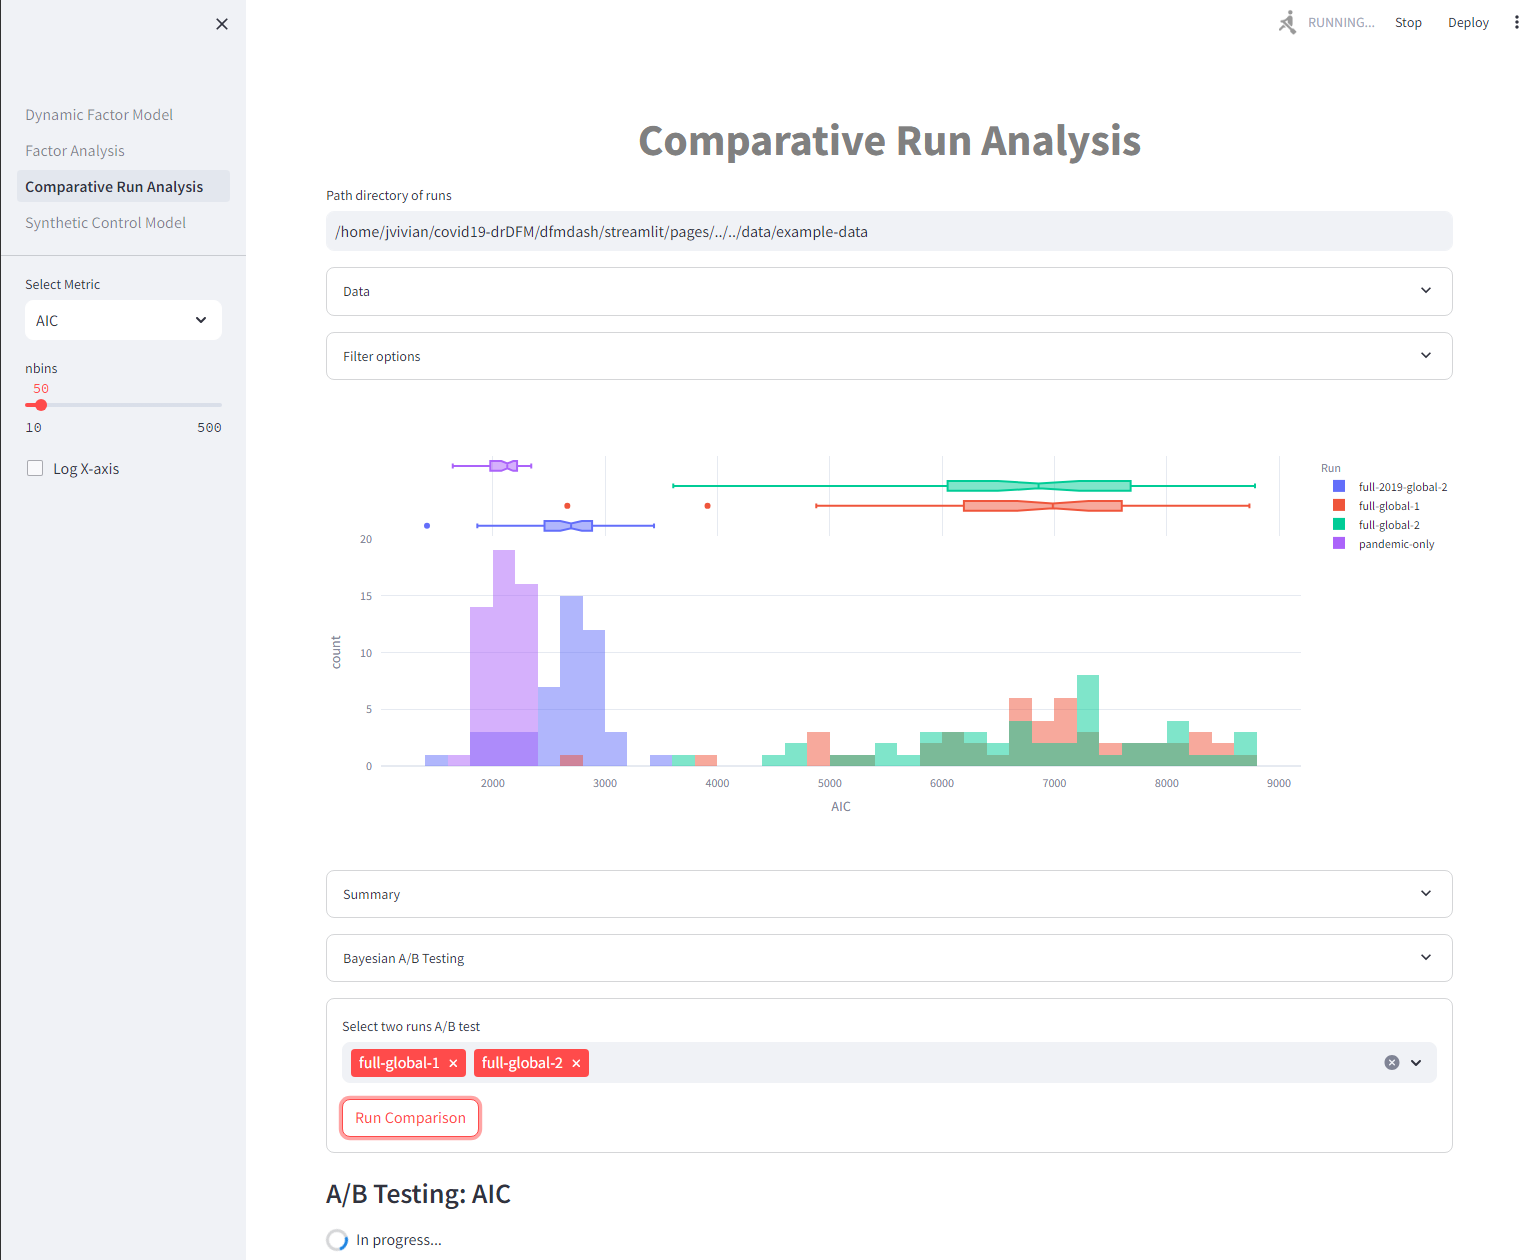 RUNNING...
Stop
Deploy
Dynamic Factor Model
Factor Analysis
Comparative Run Analysis
Synthetic Control Model
Select Metric
AIC
nbins
50
10 500
Log X-axis
Comparative Run Analysis
Path directory of runs
/home/jvivian/covid19-drDFM/dfmdash/streamlit/pages/../../data/example-data
Data
Filter options
Run
full-2019-global-2
full-global-1
full-global-2
pandemic-only
20
15
10
5
0
count
2000 3000 4000 5000 6000 7000 8000 9000
AIC
Summary
Bayesian A/B Testing
Select two runs A/B test
full-global-1 × full-global-2 ×
Run Comparison
A/B Testing: AIC
In progress...